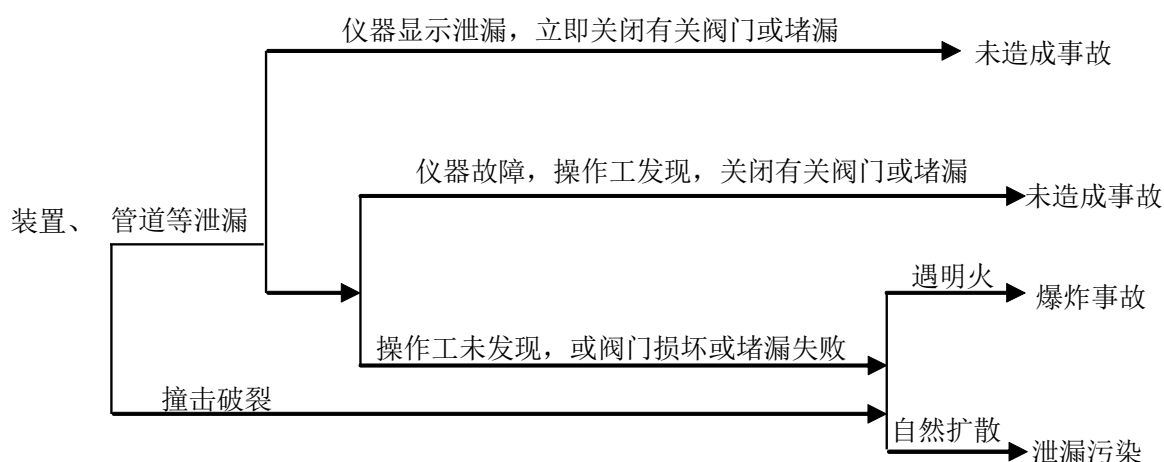 仪器显示泄漏，立即关闭有关阀门或堵漏
未造成事故
仪器故障，操作工发现，关闭有关阀门或堵漏
未造成事故
装置、 管道等泄漏
遇明火
爆炸事故
操作工未发现，或阀门损坏或堵漏失败
撞击破裂
自然扩散
泄漏污染